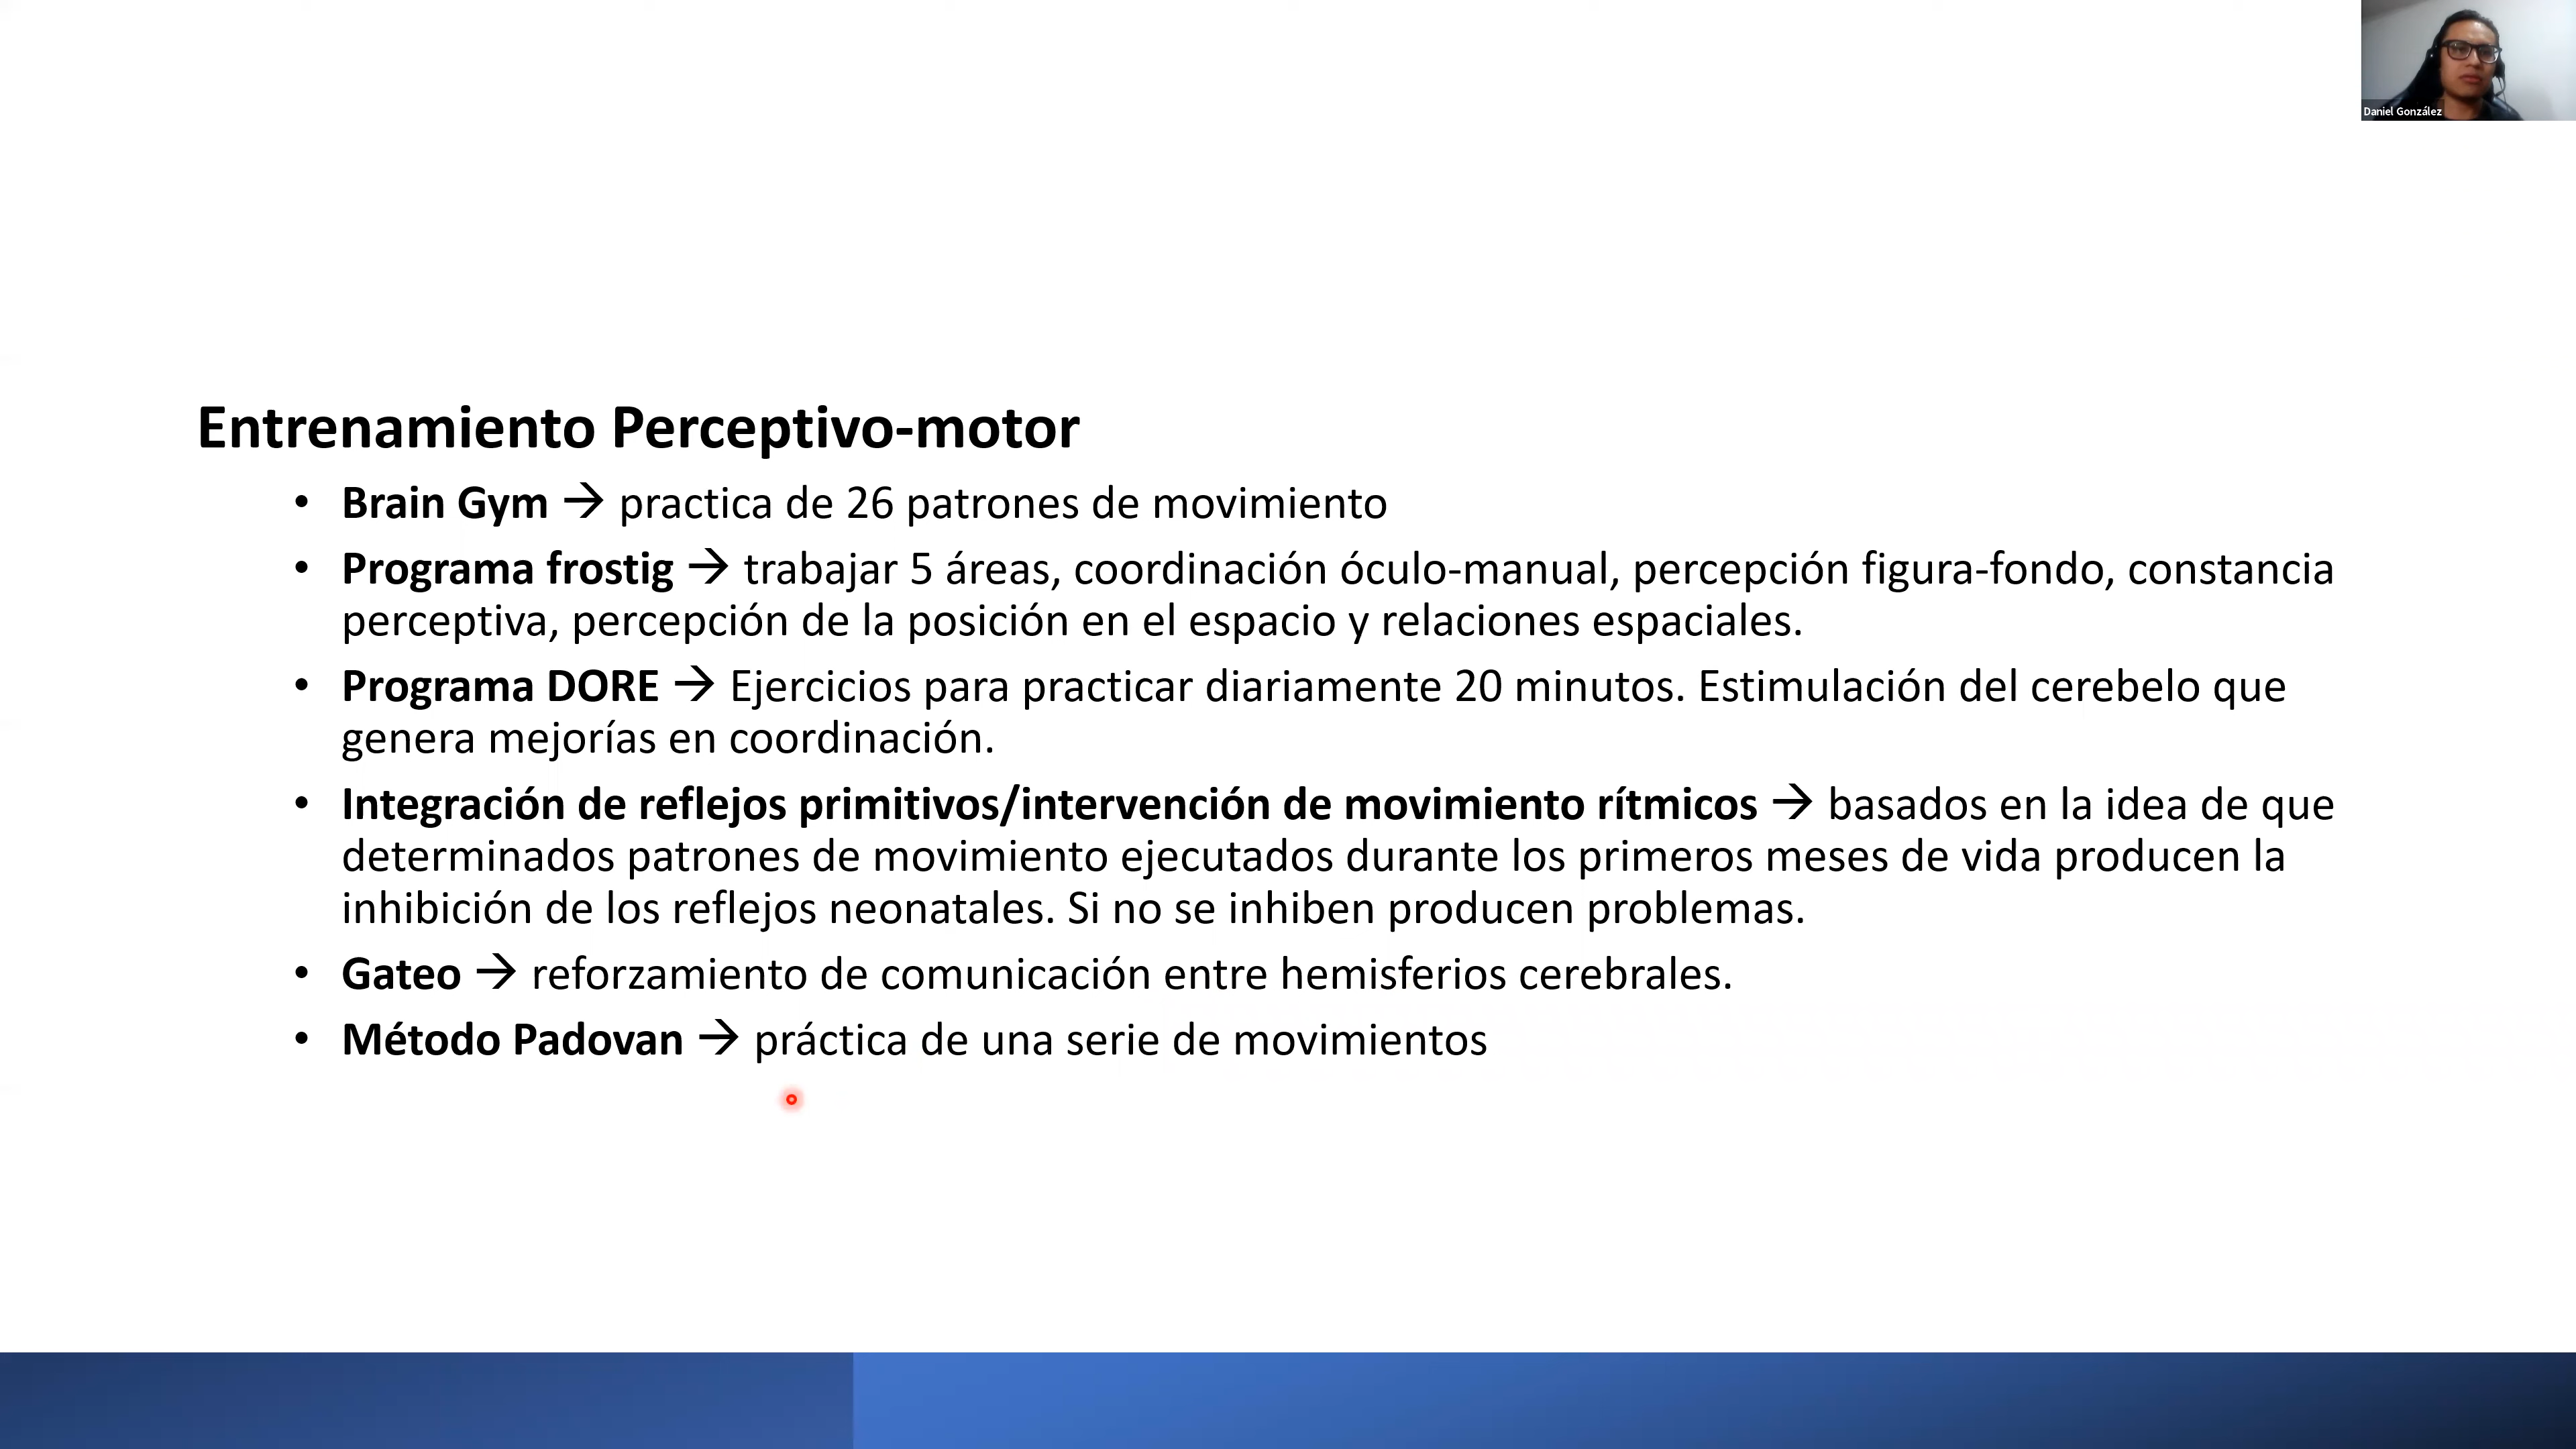 Daniel González
Entrenamiento Perceptivo-motor
• Brain Gym → practica de 26 patrones de movimiento
• Programa frostig → trabajar 5 áreas, coordinación óculo-manual, percepción figura-fondo, constancia
perceptiva, percepción de la posición en el espacio y relaciones espaciales.
• Programa DORE → Ejercicios para practicar diariamente 20 minutos. Estimulación del cerebelo que
genera mejorías en coordinación.
• Integración de reflejos primitivos/intervención de movimiento rítmicos → basados en la idea de que
determinados patrones de movimiento ejecutados durante los primeros meses de vida producen la
inhibición de los reflejos neonatales. Si no se inhiben producen problemas.
• Gateo → reforzamiento de comunicación entre hemisferios cerebrales.
• Método Padovan → práctica de una serie de movimientos